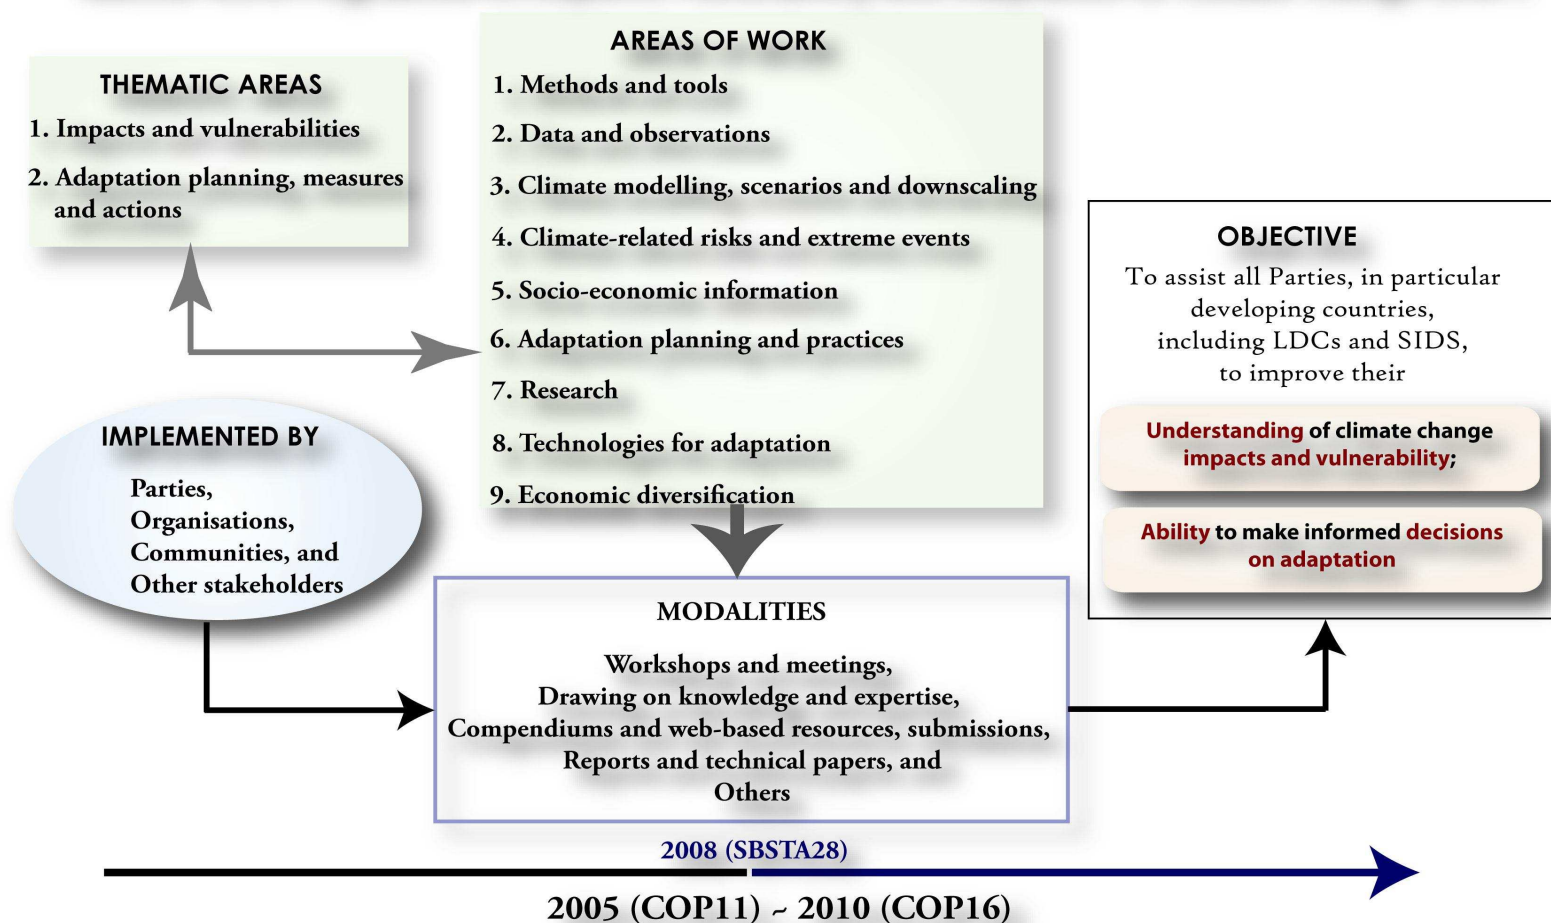 THEMATIC AREAS
1. Impacts and vulnerabilities
2. Adaptation planning, measures
and actions
AREAS OF WORK
1. Methods and tools
2. Data and observations
3. Climate modelling, scenarios and downscaling
4. Climate-related risks and extreme events
5. Socio-economic information
6. Adaptation planning and practices
7. Research
8. Technologies for adaptation
9. Economic diversification
OBJECTIVE
To assist all Parties, in particular
developing countries,
including LDCs and SIDS,
to improve their
Understanding of climate change
impacts and vulnerability;
Ability to make informed decisions
on adaptation
IMPLEMENTED BY
Parties,
Organisations,
Communities, and
Other stakeholders
MODALITIES
Workshops and meetings,
Drawing on knowledge and expertise,
Compendiums and web-based resources, submissions,
Reports and technical papers, and
Others
2008 (SBSTA28)
2005 (COP11) ~ 2010 (COP16)